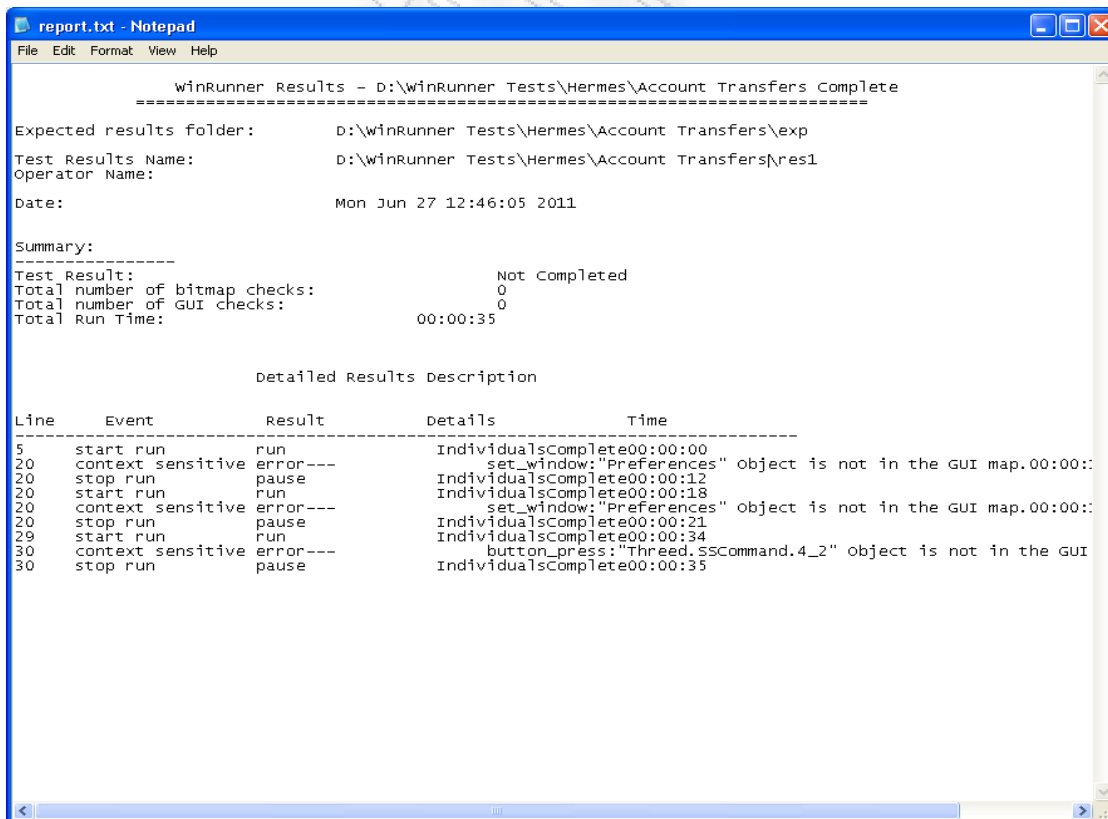 report.txt - Notepad
File Edit Format View Help
WinRunner Results - D:\WinRunner Tests\Hermes\Account Transfers Complete
=========================================================================
Expected results folder: D:\WinRunner Tests\Hermes\Account Transfers\exp
Test Results Name: D:\WinRunner Tests\Hermes\Account Transfers\res1
Operator Name:
Date: Mon Jun 27 12:46:05 2011
Summary:
----------------
Test Result: Not Completed
Total number of bitmap checks: 0
Total number of GUI checks: 0
Total Run Time: 00:00:35
Detailed Results Description
Line Event Result Details Time
------------------------------------------------------------------------------
5 start run run IndividualsComplete00:00:00
20 context sensitive error--- set_window:"Preferences" Object is not in the GUI map.00:00:
20 stop run pause IndividualsComplete00:00:12
20 start run run IndividualsComplete00:00:18
20 context sensitive error--- set_window:"Preferences" Object is not in the GUI map.00:00:
20 stop run pause IndividualsComplete00:00:21
29 start run run IndividualsComplete00:00:34
30 context sensitive error--- button_press:"Threed.SSCommand.4_2" Object is not in the GUI
30 stop run pause IndividualsComplete00:00:35